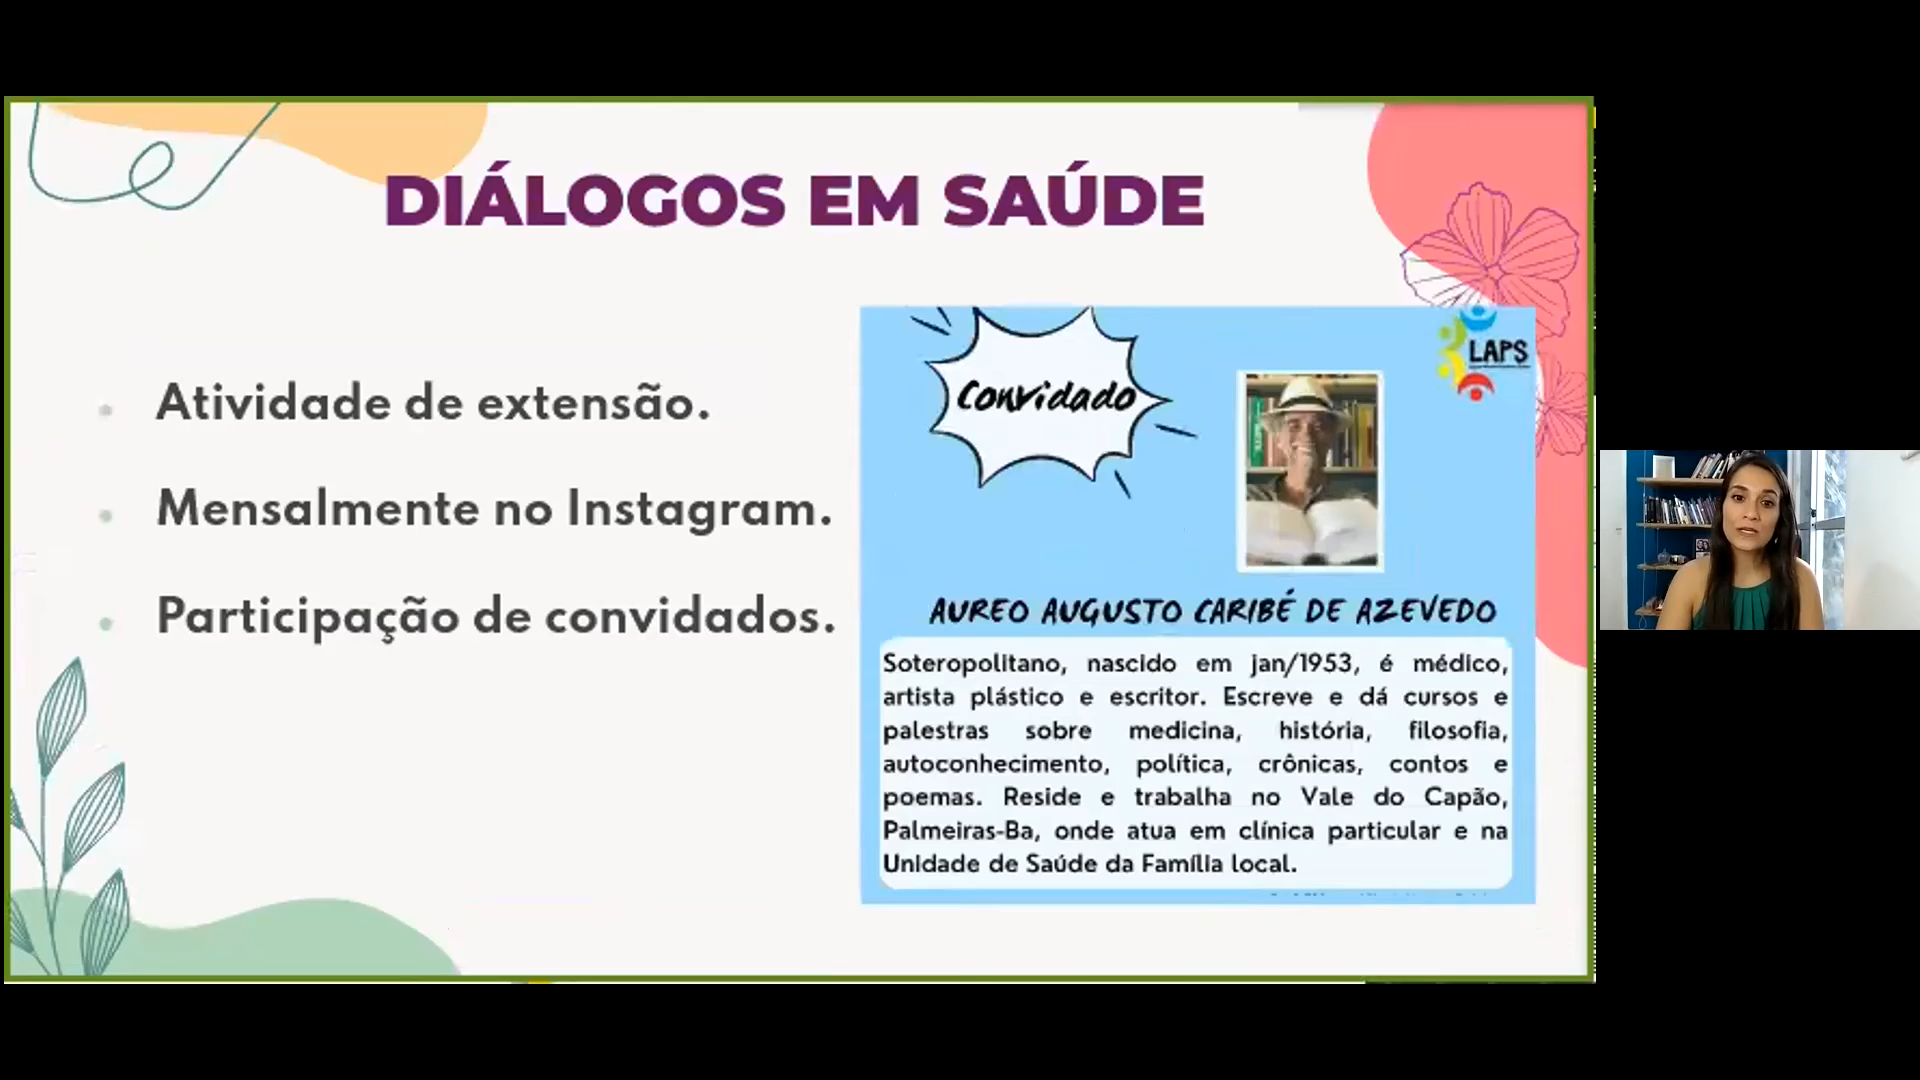 DIÁLOGOS EM SAÚDE
Atividade de extensão.
Mensalmente no Instagram.
Participação de convidados.
Convidado
LAPS
AUREO AUGUSTO CARIBÉ DE AZEVEDO
Soteropolitano, nascido em jan/1953, é médico,
artista plástico e escritor. Escreve e dá cursos e
palestras sobre medicina, história, filosofia,
autoconhecimento, política, crônicas, contos e
poemas. Reside e trabalha no Vale do Capão,
Palmeiras-Ba, onde atua em clínica particular e na
Unidade de Saúde da Família local.